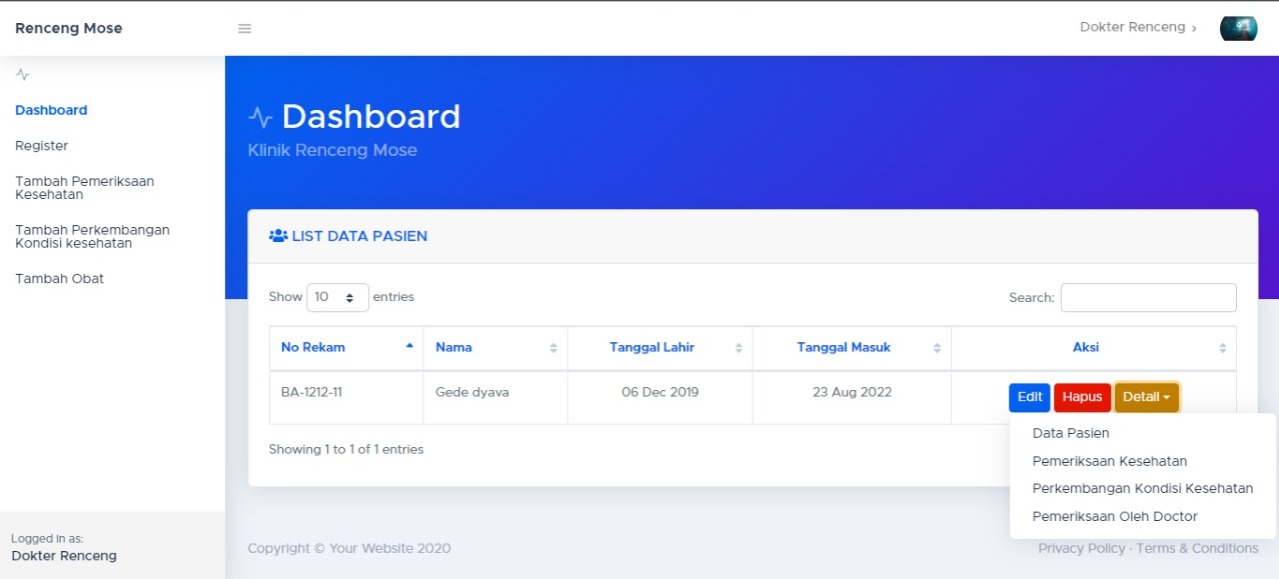 Renceng Mose
Dokter Renceng ›
Dashboard
Register
Tambah Pemeriksaan
Kesehatan
Tambah Perkembangan
Kondisi kesehatan
Tambah Obat
Logged In as:
Dokter Renceng
Dashboard
Klinik Renceng Mose
LIST DATA PASIEN
Show 10 entries
Search:
No Rekam Nama Tanggal Lahir Tanggal Masuk Aksi
BA-1212-11 Gede dyava 06 Dec 2019 23 Aug 2022 Edit Hapus Detail
Data Pasien
Pemeriksaan Kesehatan
Perkembangan Kondisi Kesehatan
Pemeriksaan Oleh Doctor
Showing 1 to 1 of 1 entries
Copyright © Your Website 2020
Privacy Policy · Terms & Conditions